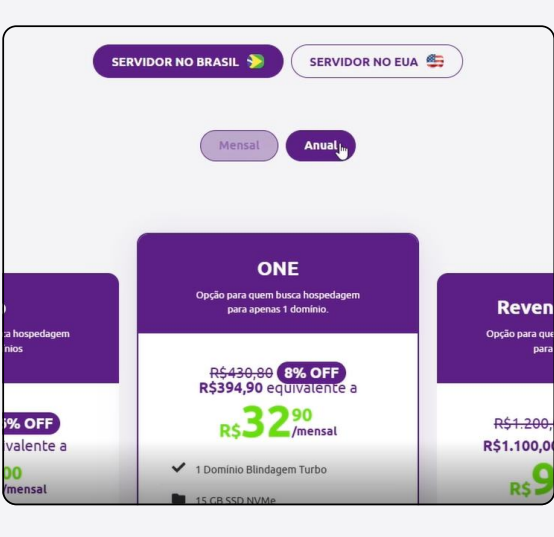 SERVIDOR NO BRASIL
SERVIDOR NO EUA
Mensal
Anual
ONE
Opção para quem busca hospedagem
para apenas 1 domínio.
R$430,80 8% OFF
R$394,90 equivalente a
R$32,90/mensal
1 Domínio Blindagem Turbo
15 GB SSD NVMe
ca hospedagem
nios
% OFF
ivalente a
00
/mensal
Reven
Opção para que
para
R$1.200,
R$1.100,00
R$9